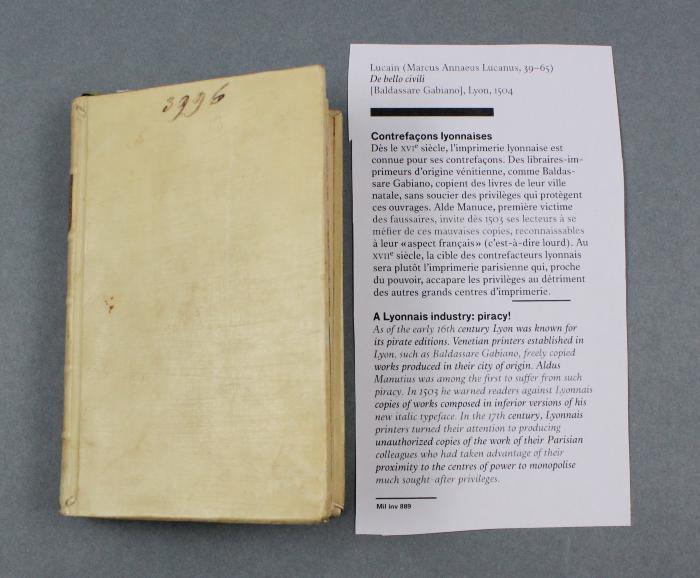 3996
Lucain (Marcus Annaeus Lucanus, 39–65)
De bello civili
[Baldassare Gabiano], Lyon, 1504
Contrefaçons lyonnaises
Dès le XVIe siècle, l'imprimerie lyonnaise est
connue pour ses contrefaçons. Des libraires-im-
primeurs d'origine vénitienne, comme Baldas-
sare Gabiano, copient des livres de leur ville
natale, sans soucier des privilèges qui protègent
ces ouvrages. Alde Manuce, première victime
des faussaires, invite dès 1503 ses lecteurs à se
méfier de ces mauvaises copies, reconnaissables
à leur «aspect français» (c'est-à-dire lourd). Au
XVIIe siècle, la cible des contrefacteurs lyonnais
sera plutôt l'imprimerie parisienne qui, proche
du pouvoir, accapare les privilèges au détriment
des autres grands centres d'imprimerie.
A Lyonnais industry: piracy!
As of the early 16th century Lyon was known for
its pirate editions. Venetian printers established in
Lyon, such as Baldassare Gabiano, freely copied
works produced in their city of origin. Aldus
Manutius was among the first to suffer from such
piracy. In 1503 he warned readers against Lyonnais
copies of works composed in inferior versions of his
new italic typeface. In the 17th century, Lyonnais
printers turned their attention to producing
unauthorized copies of the work of their Parisian
colleagues who had taken advantage of their
proximity to the centres of power to monopolise
much sought-after privileges.
Mil inv 889